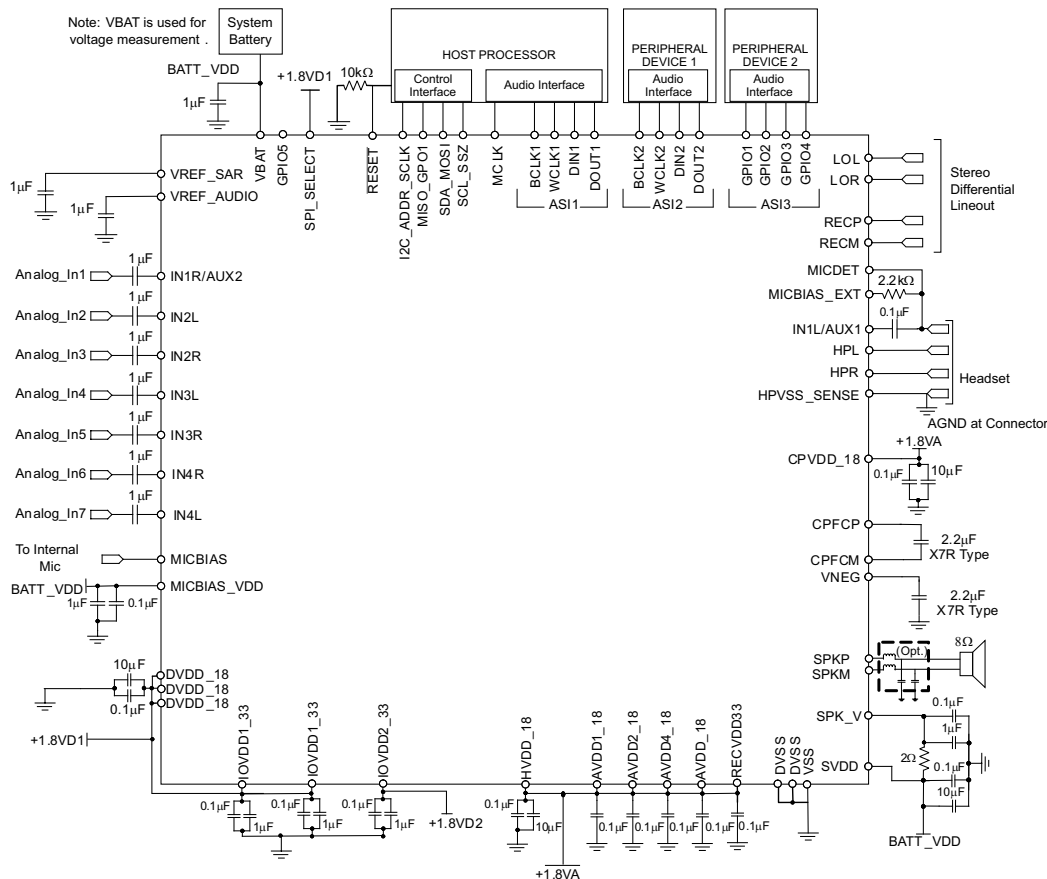 Note: VBAT is used for
voltage measurement .
System
Battery
BATT_VDD
1μF
+1.8VD1
10kΩ
HOST PROCESSOR
Control
Interface
Audio Interface
PERIPHERAL
DEVICE 1
Audio
Interface
PERIPHERAL
DEVICE 2
Audio
Interface
VBAT
GPIO5
SPI_SELECT
RESET
I2C_ADDR_SCLK
MISO_GPO1
SDA_MOSI
SCL_SSZ
MCLK
BCLK1
WCLK1
DIN1
DOUT1
ASI1
BCLK2
WCLK2
DIN2
DOUT2
ASI2
GPIO1
GPIO2
GPIO3
GPIO4
ASI3
1μF
VREF_SAR
1μF
VREF_AUDIO
Analog_In1
1μF
IN1R/AUX2
Analog_In2
1μF
IN2L
Analog_In3
1μF
IN2R
Analog_In4
1μF
IN3L
Analog_In5
1μF
IN3R
Analog_In6
1μF
IN4R
Analog_In7
1μF
IN4L
To Internal
Mic
MICBIAS
BATT_VDD
MICBIAS_VDD
1μF
0.1μF
10μF
0.1μF
DVDD_18
DVDD_18
DVDD_18
+1.8VD1
LOL
LOR
RECP
RECM
Stereo
Differential
Lineout
MICDET
MICBIAS_EXT
2.2kΩ
0.1μF
IN1L/AUX1
HPL
HPR
HPVSS_SENSE
Headset
AGND at Connector
+1.8VA
CPVDD_18
0.1μF
10μF
CPFCP
CPFCM
2.2μF
X7R Type
VNEG
2.2μF
X7R Type
SPKP
SPKM
(Opt.)
8Ω
SPK_V
0.1μF
1μF
2Ω
SVDD
0.1μF
10μF
BATT_VDD
IOVDD1_33
IOVDD1_33
IOVDD2_33
HVDD_18
AVDD1_18
AVDD2_18
AVDD4_18
AVDD_18
RECVDD33
DVSS
DVSS
VSS
0.1μF
1μF
0.1μF
1μF
0.1μF
1μF
+1.8VD2
0.1μF
10μF
0.1μF
0.1μF
0.1μF
0.1μF
0.1μF
+1.8VA